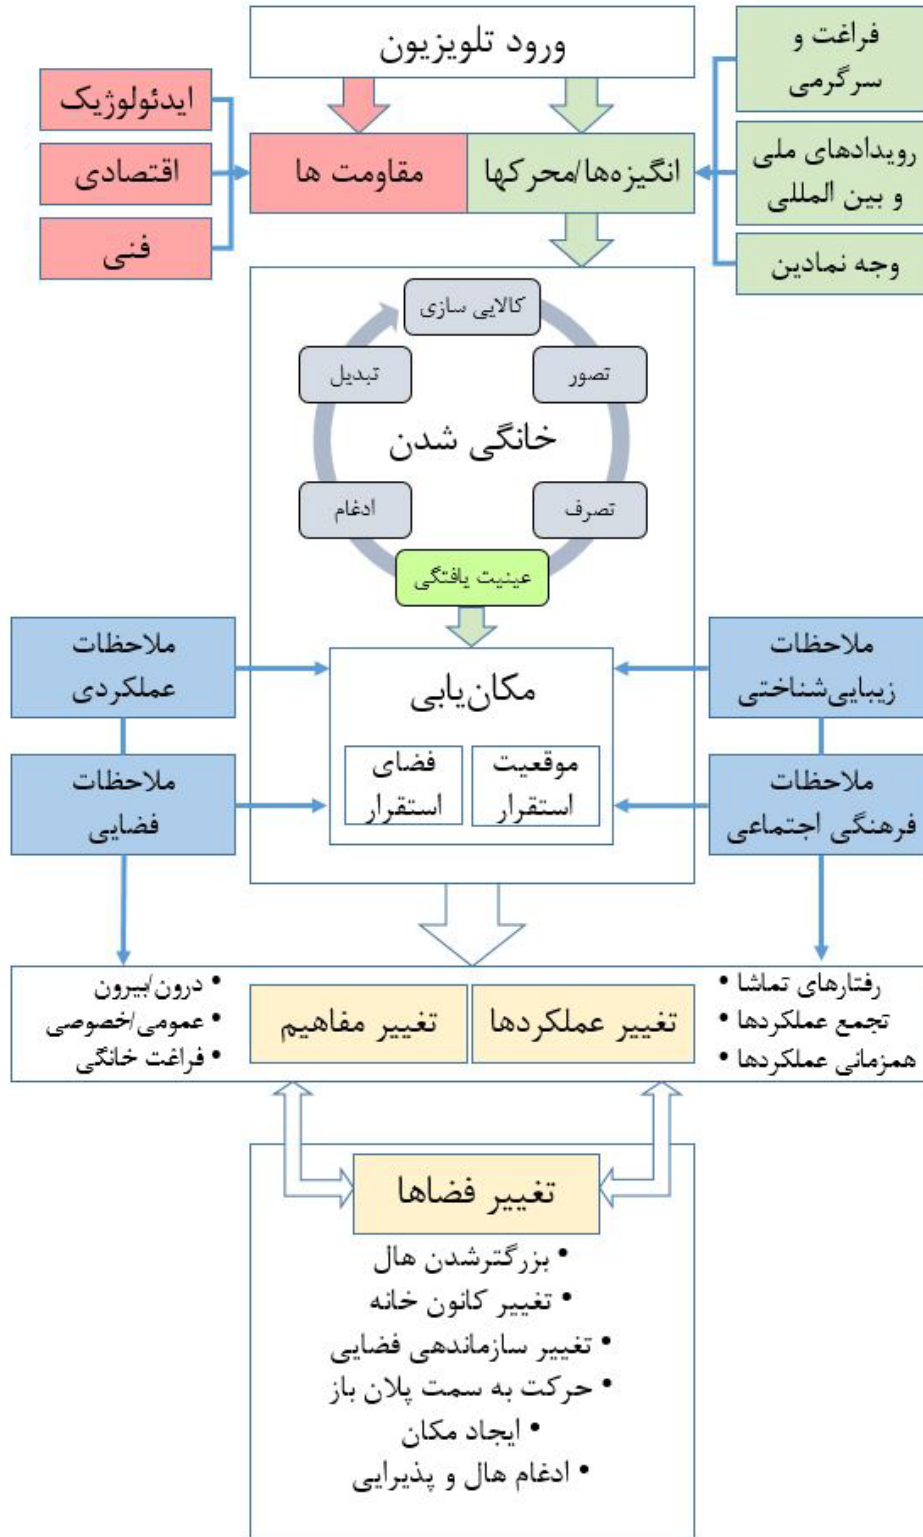 ورود تلویزیون
فراغت و
سرگرمی
رویدادهای ملی
و بین المللی
وجه نمادین
انگیزه‌ها/محرکها
مقاومت ها
ایدئولوژیک
اقتصادی
فنی
کالایی سازی
تصور
تصرف
عینیت یافتگی
ادغام
تبدیل
خانگی شدن
مکان‌یابی
موقعیت
استقرار
فضای
استقرار
ملاحظات
زیبایی‌شناختی
ملاحظات
فرهنگی اجتماعی
ملاحظات
عملکردی
ملاحظات
فضایی
• رفتارهای تماشا
• تجمع عملکردها
• همزمانی عملکردها
تغییر عملکردها
تغییر مفاهیم
• درون/بیرون
• عمومی/خصوصی
• فراغت خانگی
تغییر فضاها
• بزرگترشدن هال
• تغییر کانون خانه
• تغییر سازماندهی فضایی
• حرکت به سمت پلان باز
• ایجاد مکان
• ادغام هال و پذیرایی